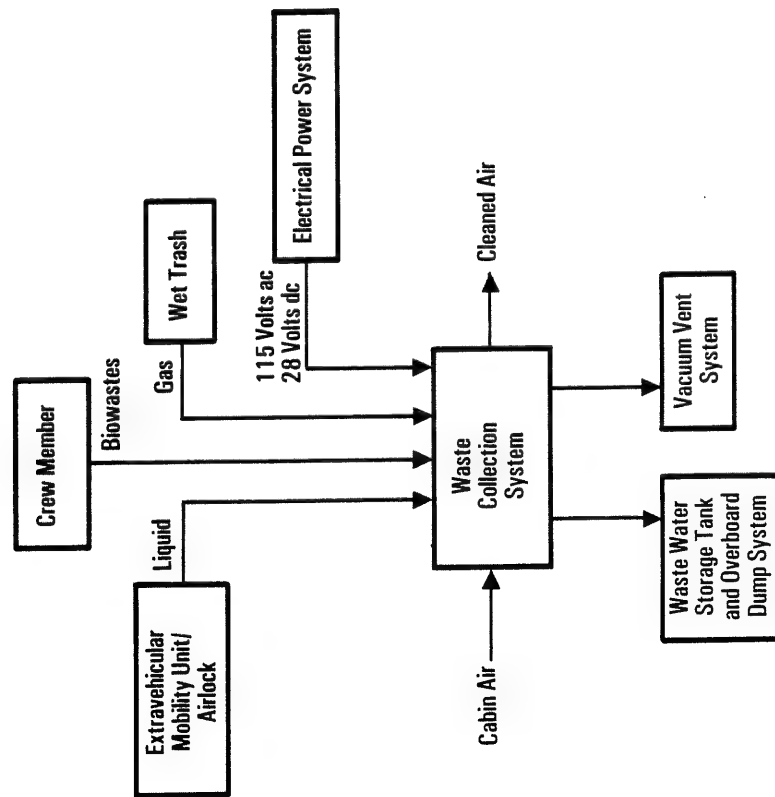 Crew Member
Biowastes
Extravehicular
Mobility Unit/
Airlock
Liquid
Wet Trash
Gas
Electrical Power System
115 Volts ac
28 Volts dc
Cabin Air
Waste
Collection
System
Cleaned Air
Waste Water
Storage Tank
and Overboard
Dump System
Vacuum Vent
System